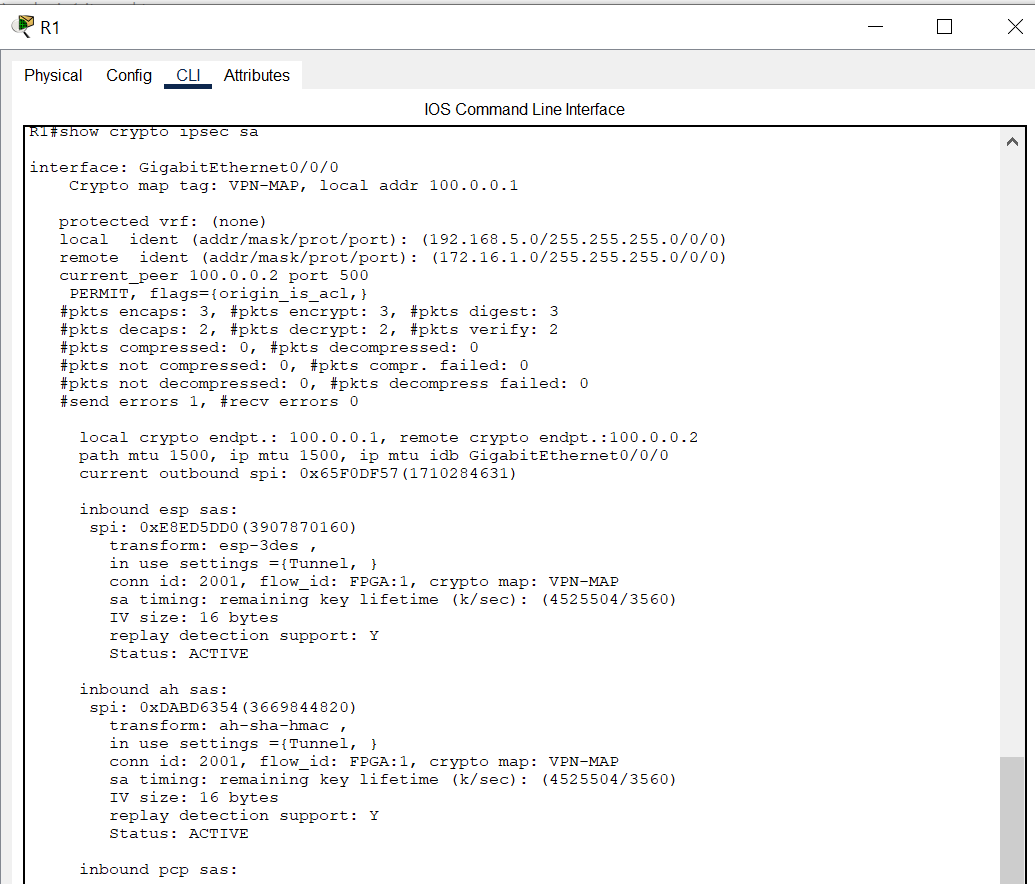 R1
Physical Config CLI Attributes
IOS Command Line Interface
R1#show crypto ipsec sa
interface: GigabitEthernet0/0/0
Crypto map tag: VPN-MAP, local addr 100.0.0.1
protected vrf: (none)
local ident (addr/mask/prot/port): (192.168.5.0/255.255.255.0/0/0)
remote ident (addr/mask/prot/port): (172.16.1.0/255.255.255.0/0/0)
current_peer 100.0.0.2 port 500
PERMIT, flags={origin_is_acl,}
#pkts encaps: 3, #pkts encrypt: 3, #pkts digest: 3
#pkts decaps: 2, #pkts decrypt: 2, #pkts verify: 2
#pkts compressed: 0, #pkts decompressed: 0
#pkts not compressed: 0, #pkts compr. failed: 0
#pkts not decompressed: 0, #pkts decompress failed: 0
#send errors 1, #recv errors 0
local crypto endpt.: 100.0.0.1, remote crypto endpt.:100.0.0.2
path mtu 1500, ip mtu 1500, ip mtu idb GigabitEthernet0/0/0
current outbound spi: 0x65F0DF57(1710284631)
inbound esp sas:
spi: 0xE8ED5DD0(3907870160)
transform: esp-3des ,
in use settings ={Tunnel, }
conn id: 2001, flow_id: FPGA:1, crypto map: VPN-MAP
sa timing: remaining key lifetime (k/sec): (4525504/3560)
IV size: 16 bytes
replay detection support: Y
Status: ACTIVE
inbound ah sas:
spi: 0xDABD6354(3669844820)
transform: ah-sha-hmac ,
in use settings ={Tunnel, }
conn id: 2001, flow_id: FPGA:1, crypto map: VPN-MAP
sa timing: remaining key lifetime (k/sec): (4525504/3560)
IV size: 16 bytes
replay detection support: Y
Status: ACTIVE
inbound pcp sas: